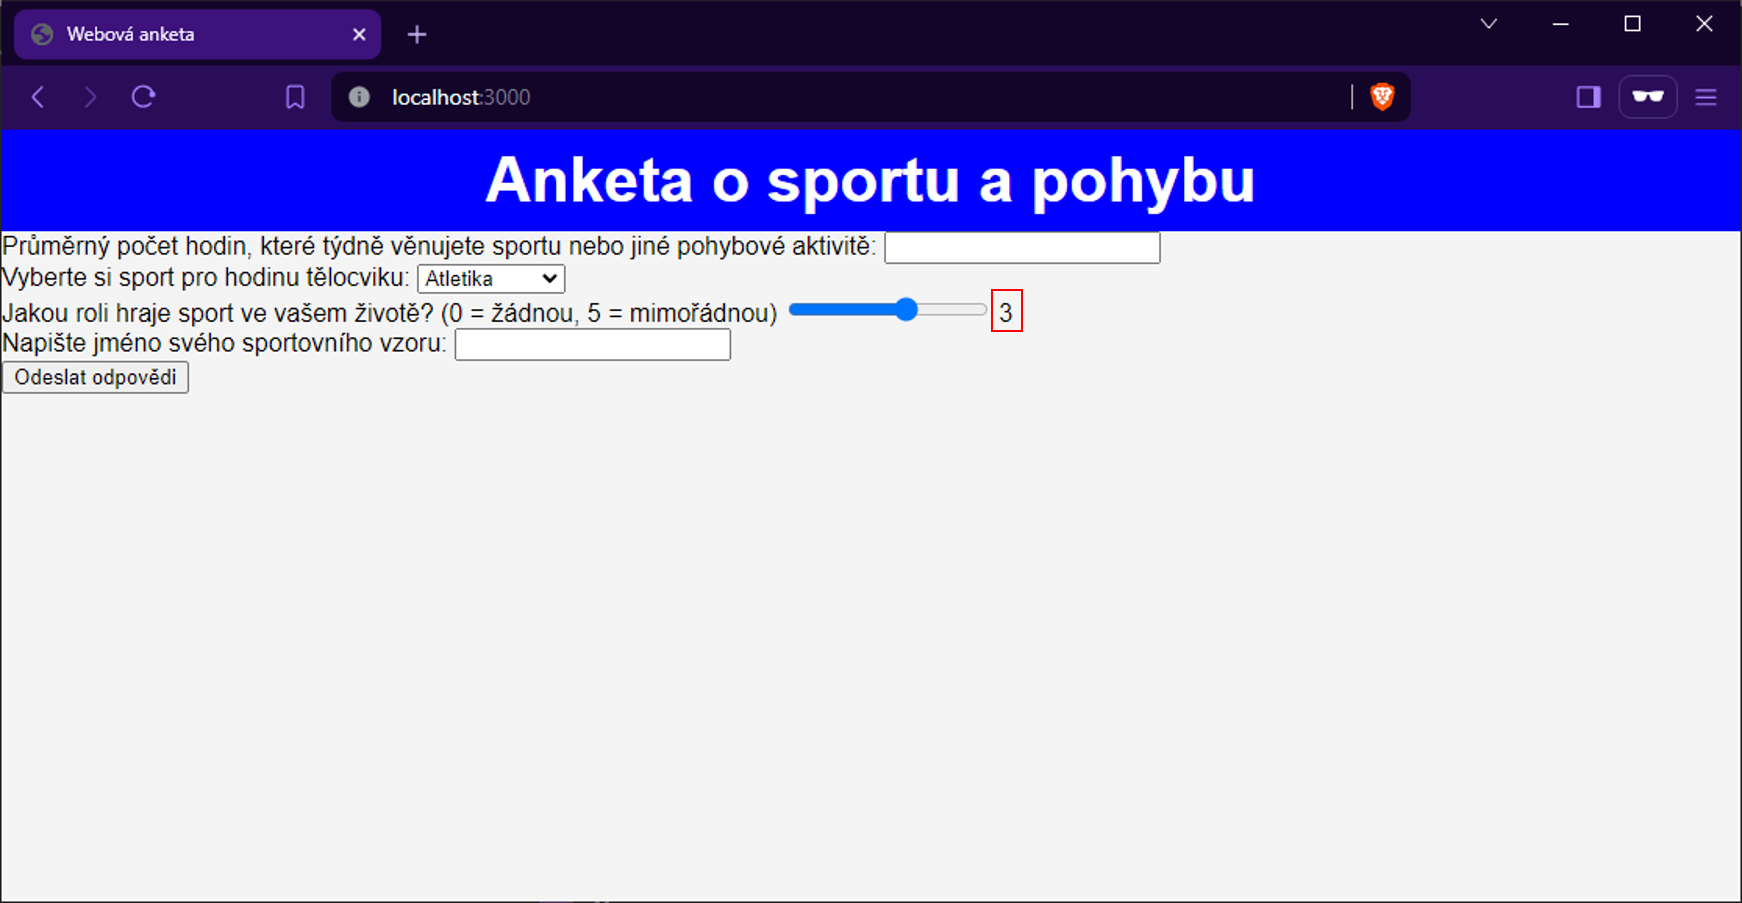 Webová anketa
localhost:3000
Anketa o sportu a pohybu
Průměrný počet hodin, které týdně věnujete sportu nebo jiné pohybové aktivitě:
Vyberte si sport pro hodinu tělocviku: Atletika
Jakou roli hraje sport ve vašem životě? (0 = žádnou, 5 = mimořádnou) 3
Napište jméno svého sportovního vzoru:
Odeslat odpovědi